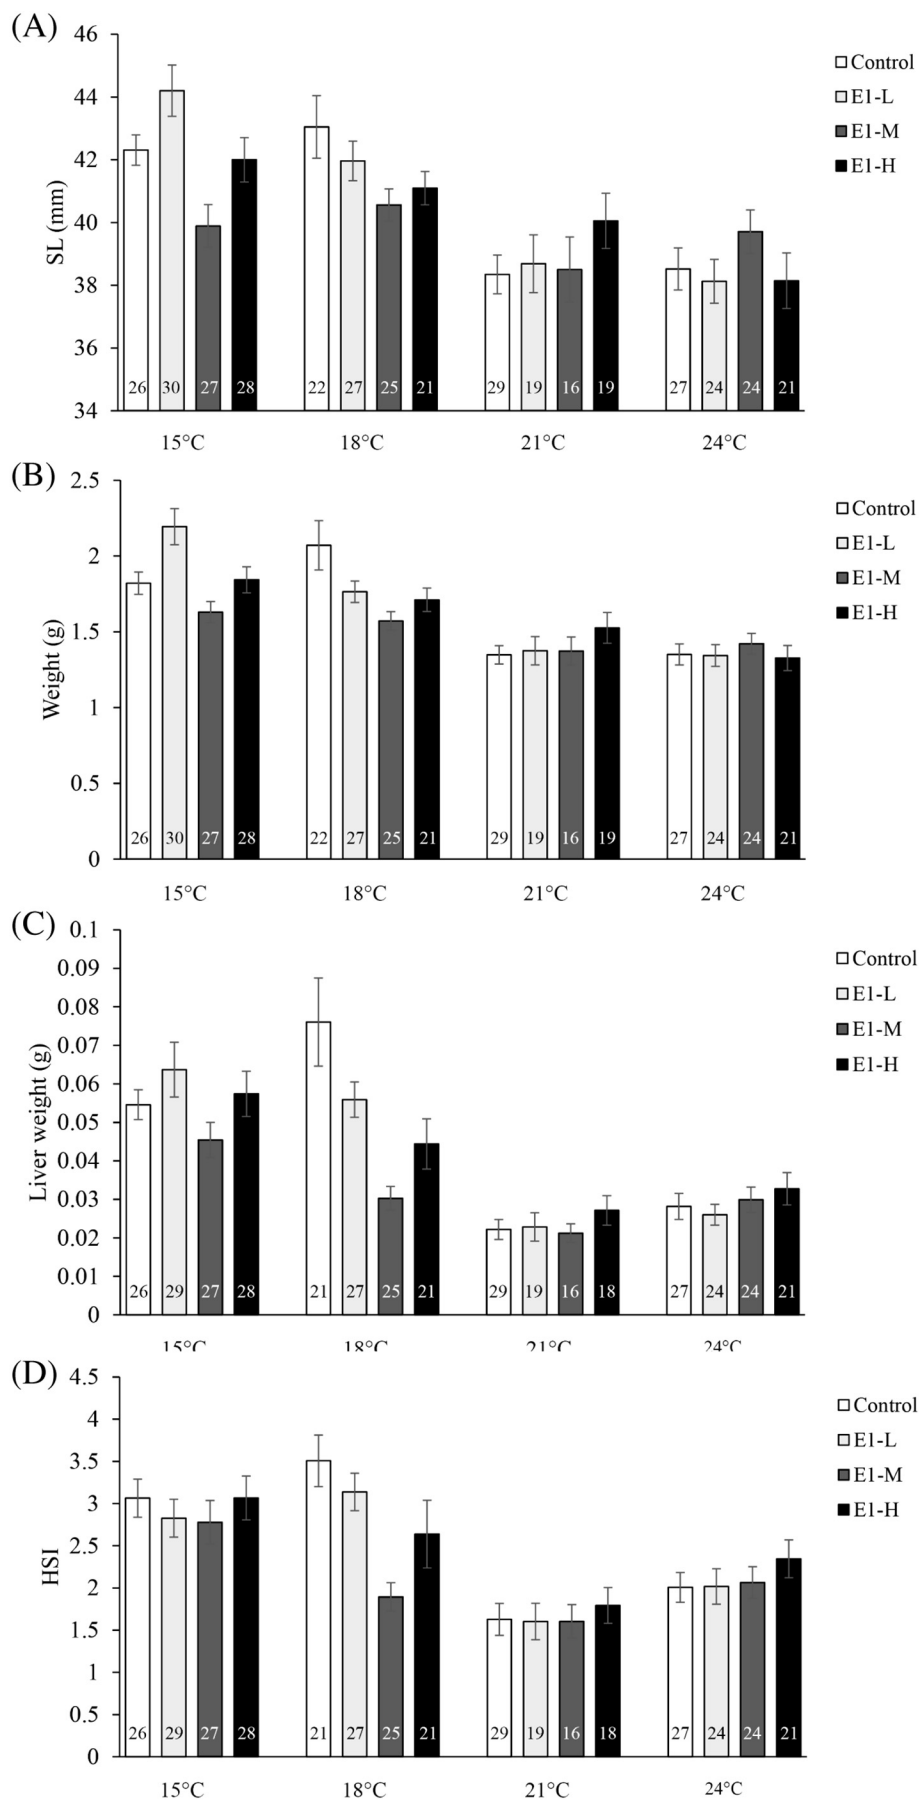 (A)
46
44
42
40
38
36
34
SL (mm)
26 30 27 28 22 27 25 21 29 19 16 19 27 24 24 21
15°C 18°C 21°C 24°C
Control
E1-L
E1-M
E1-H
(B)
2.5
2
1.5
1
0.5
0
Weight (g)
26 30 27 28 22 27 25 21 29 19 16 19 27 24 24 21
15°C 18°C 21°C 24°C
Control
E1-L
E1-M
E1-H
(C)
0.1
0.09
0.08
0.07
0.06
0.05
0.04
0.03
0.02
0.01
0
Liver weight (g)
26 29 27 28 21 27 25 21 29 19 16 18 27 24 24 21
15°C 18°C 21°C 24°C
Control
E1-L
E1-M
E1-H
(D)
4.5
4
3.5
3
2.5
2
1.5
1
0.5
0
HSI
26 29 27 28 21 27 25 21 29 19 16 18 27 24 24 21
15°C 18°C 21°C 24°C
Control
E1-L
E1-M
E1-H